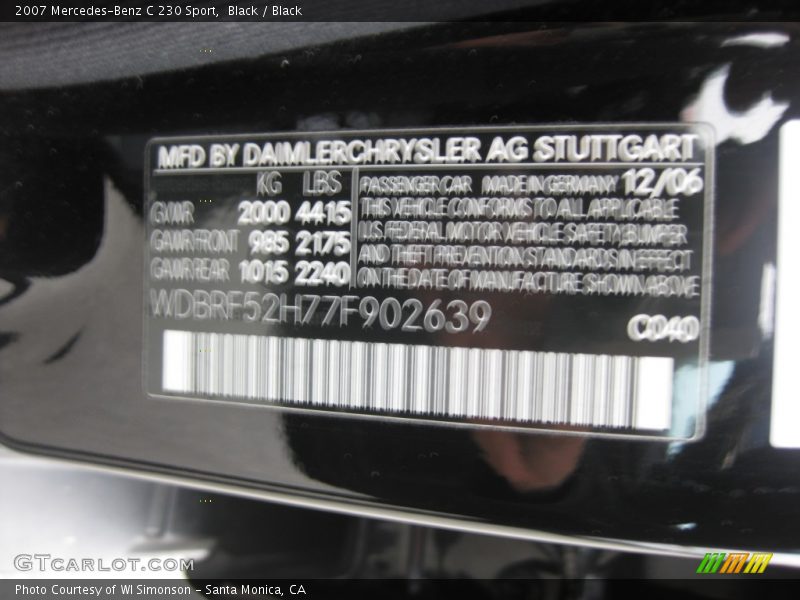 2007 Mercedes-Benz C 230 Sport,  Black / Black
MFD BY DAIMLERCHRYSLER AG STUTTGART
KG LBS
GVWR 2000 4415
GAWR FRONT 985 2175
GAWR REAR 1015 2240
PASSENGER CAR MADE IN GERMANY 12/06
THIS VEHICLE CONFORMS TO ALL APPLICABLE
U.S. FEDERAL MOTOR VEHICLE SAFETY BUMPER
AND THEFT PREVENTION STANDARDS IN EFFECT
ON THE DATE OF MANUFACTURE SHOWN ABOVE
WDBRF52H77F902639
C040
GTcarlot.com
Photo Courtesy of WI Simonson - Santa Monica, CA